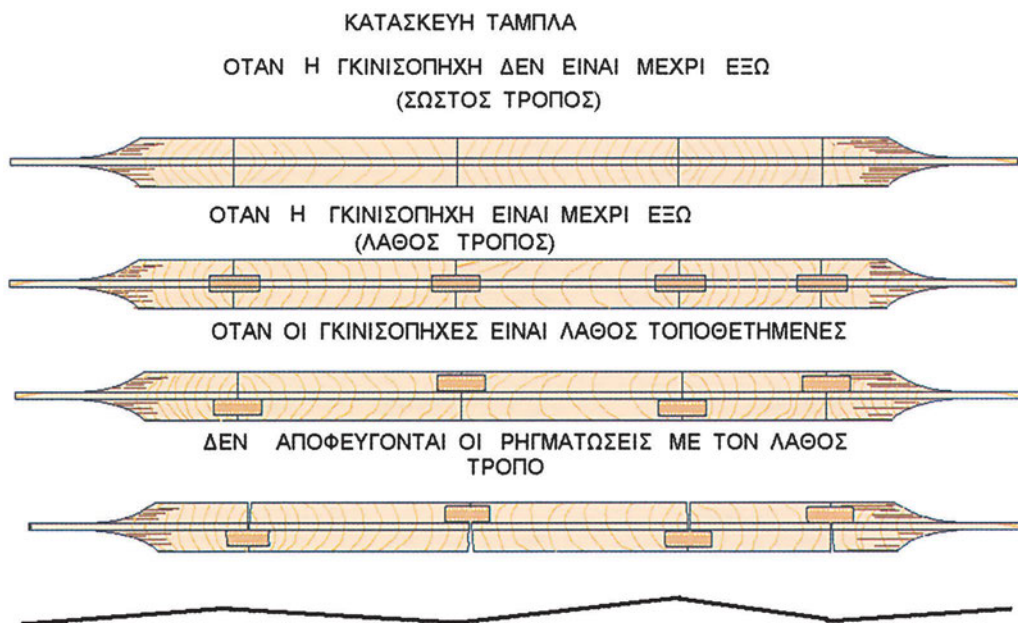 ΚΑΤΑΣΚΕΥΗ ΤΑΜΠΛΑ
ΟΤΑΝ Η ΓΚΙΝΙΣΟΠΗΧΗ ΔΕΝ ΕΙΝΑΙ ΜΕΧΡΙ ΕΞΩ
(ΣΩΣΤΟΣ ΤΡΟΠΟΣ)
ΟΤΑΝ Η ΓΚΙΝΙΣΟΠΗΧΗ ΕΙΝΑΙ ΜΕΧΡΙ ΕΞΩ
(ΛΑΘΟΣ ΤΡΟΠΟΣ)
ΟΤΑΝ ΟΙ ΓΚΙΝΙΣΟΠΗΧΕΣ ΕΙΝΑΙ ΛΑΘΟΣ ΤΟΠΟΘΕΤΗΜΕΝΕΣ
ΔΕΝ ΑΠΟΦΕΥΓΟΝΤΑΙ ΟΙ ΡΗΓΜΑΤΩΣΕΙΣ ΜΕ ΤΟΝ ΛΑΘΟΣ
ΤΡΟΠΟ